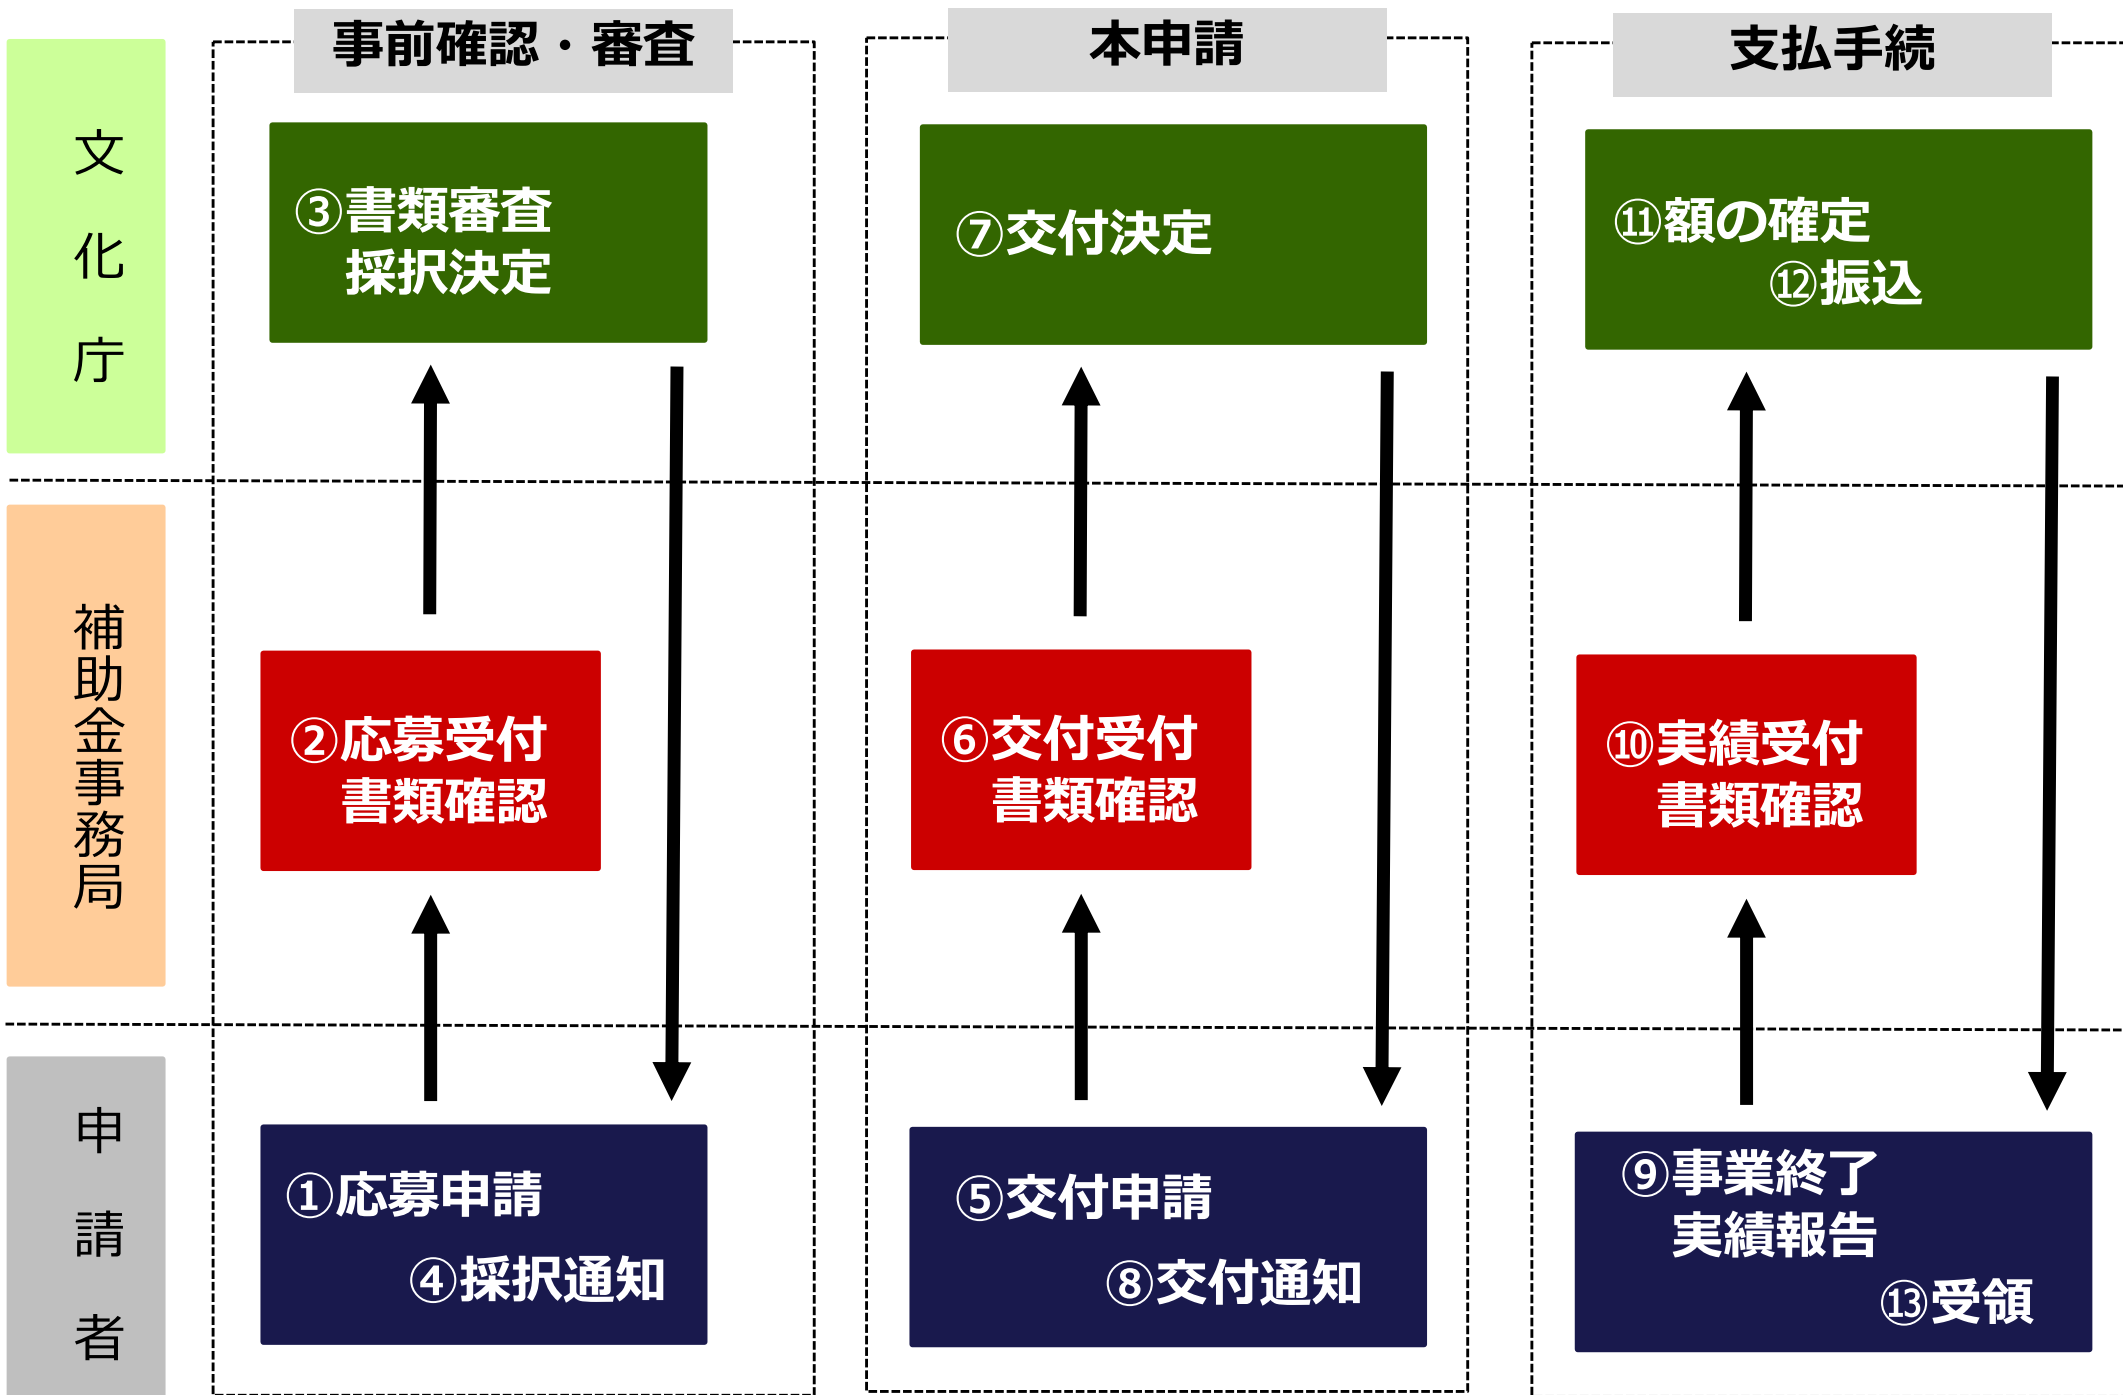 事前確認・審査
本申請
支払手続
文化庁
③書類審査
採択決定
⑦交付決定
⑪額の確定
⑫振込
補助金事務局
②応募受付
書類確認
⑥交付受付
書類確認
⑩実績受付
書類確認
申請者
①応募申請
④採択通知
⑤交付申請
⑧交付通知
⑨事業終了
実績報告
⑬受領